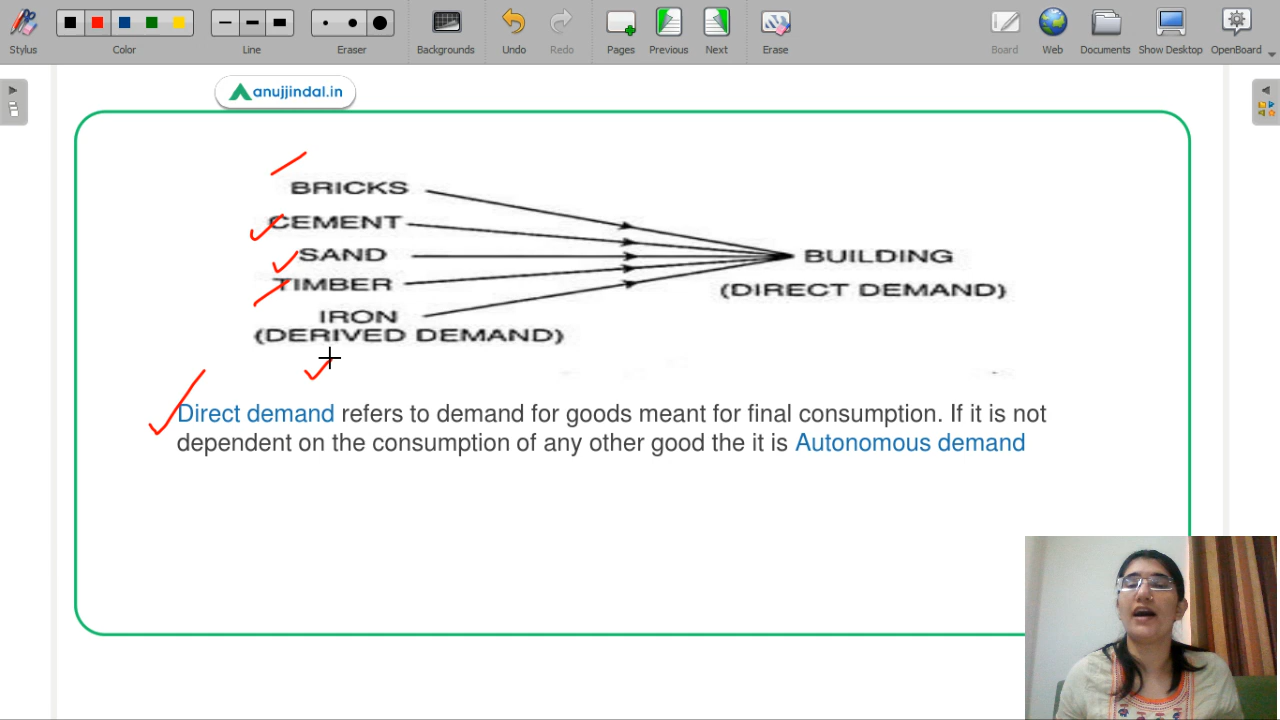 Stylus
Color
Line
Eraser
Backgrounds
Undo
Redo
Pages
Previous
Next
Erase
Board
Web
Documents
Show Desktop
OpenBoard
anujjindal.in
BRICKS
CEMENT
SAND
TIMBER
IRON
(DERIVED DEMAND)
BUILDING
(DIRECT DEMAND)
Direct demand refers to demand for goods meant for final consumption. If it is not
dependent on the consumption of any other good the it is Autonomous demand